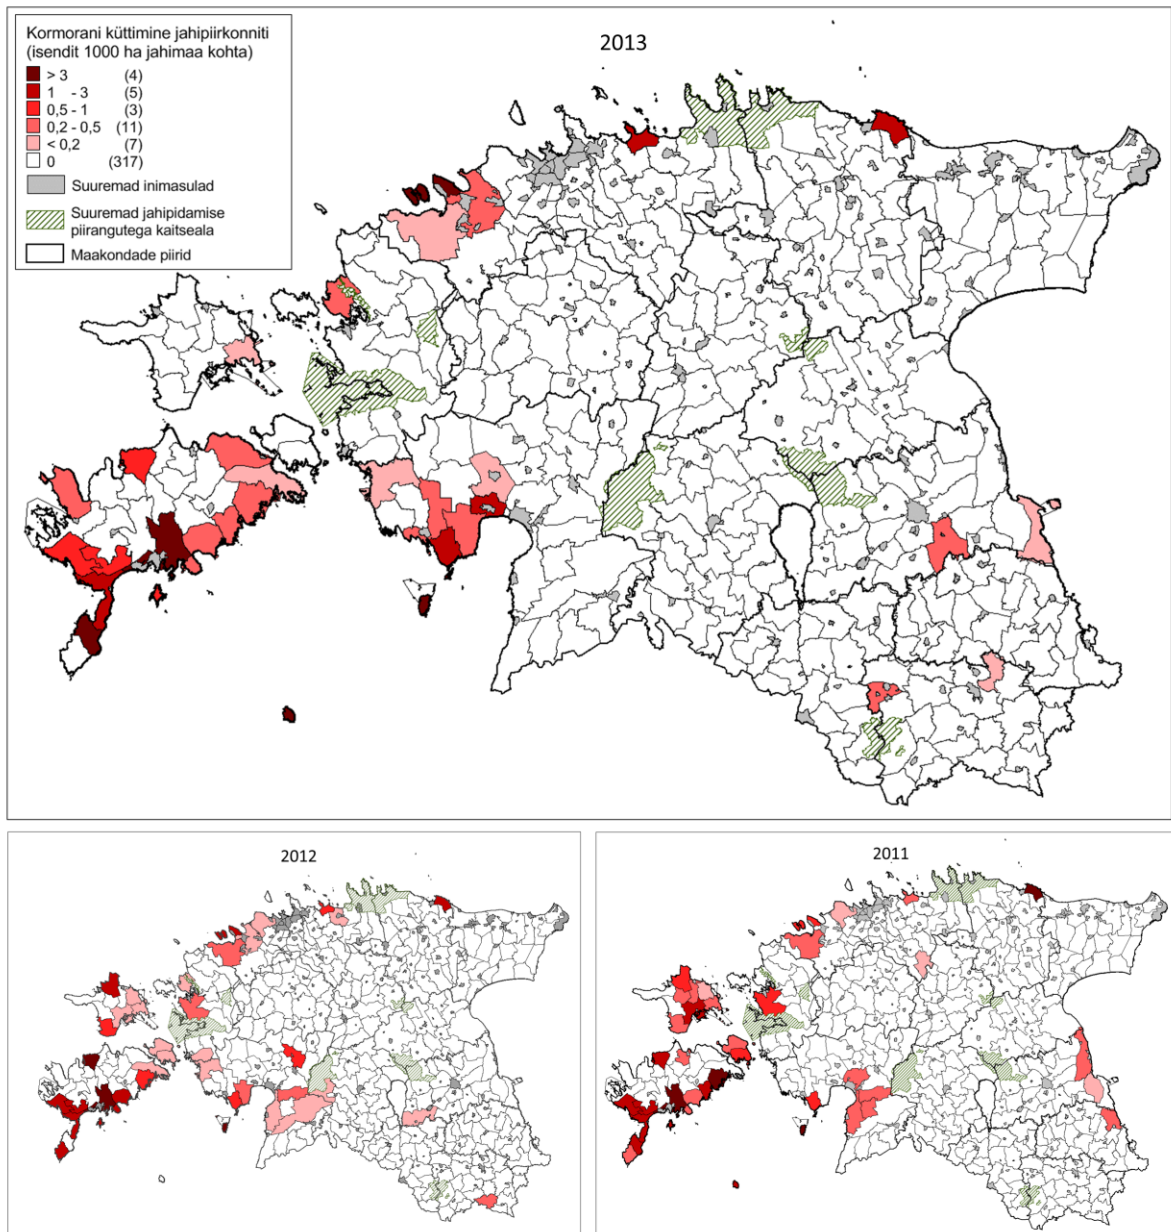 Kormorani küttimine jahipiirkonniti
(isendit 1000 ha jahimaa kohta)
> 3 (4)
1 - 3 (5)
0,5 - 1 (3)
0,2 - 0,5 (11)
< 0,2 (7)
0 (317)
Suuremad inimasulad
Suuremad jahipidamise
piirangutega kaitseala
Maakondade piirid
2013
2012
2011